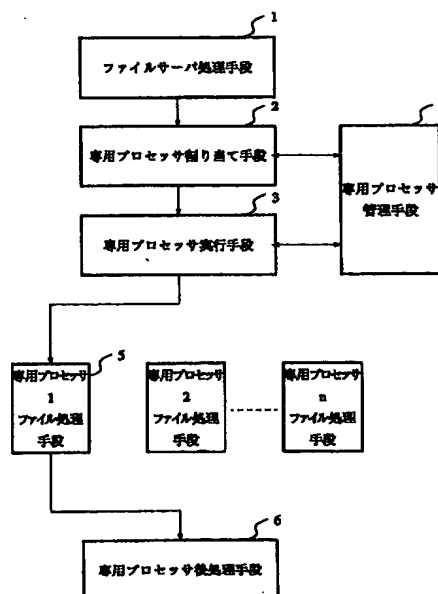 1
ファイルサーバ処理手段
2
専用プロセッサ割り当て手段
専用プロセッサ
管理手段
3
専用プロセッサ実行手段
5
専用プロセッサ
1
ファイル処理
手段
専用プロセッサ
2
ファイル処理
手段
専用プロセッサ
n
ファイル処理
手段
6
専用プロセッサ後処理手段